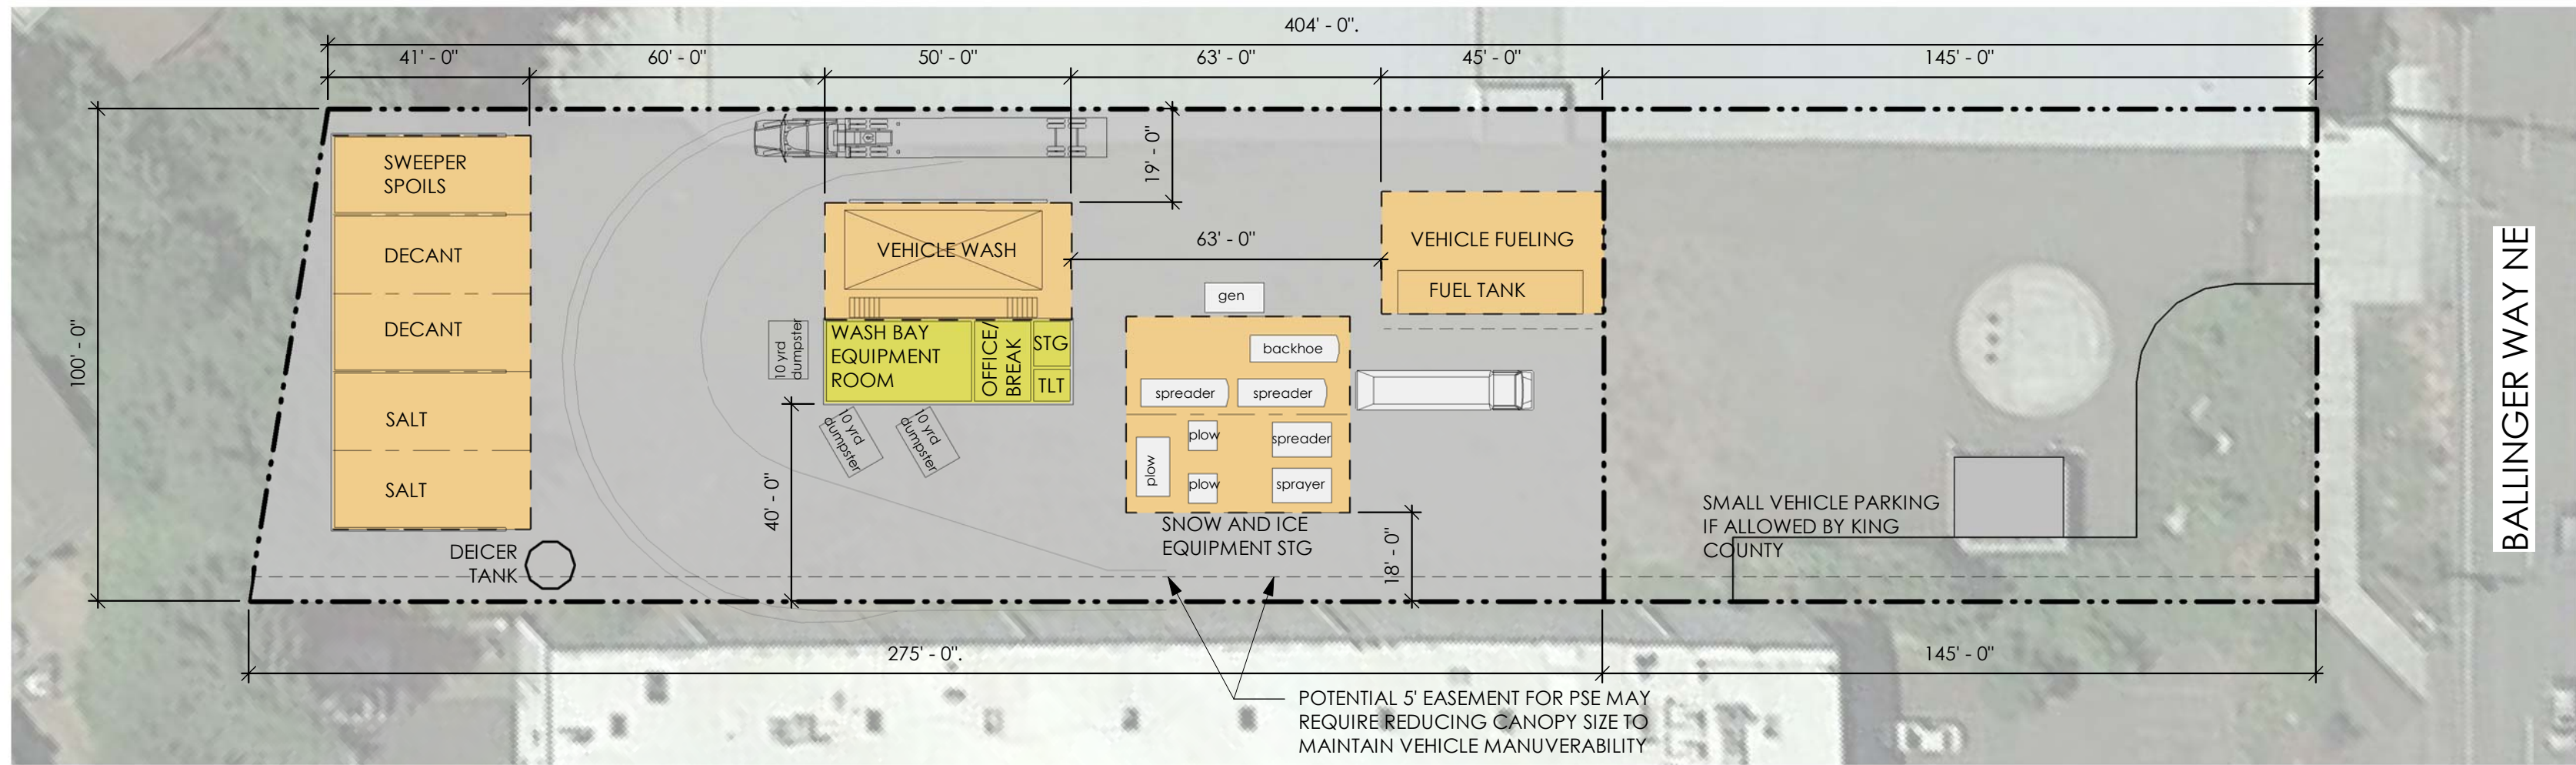 404' - 0".
41' - 0"
60' - 0"
50' - 0"
63' - 0"
45' - 0"
145' - 0"
100' - 0"
SWEEPER
SPOILS
DECANT
DECANT
SALT
SALT
DEICER
TANK
19' - 0"
VEHICLE WASH
63' - 0"
VEHICLE FUELING
FUEL TANK
10 yrd
dumpster
WASH BAY
EQUIPMENT
ROOM
OFFICE/
BREAK
STG
TLT
10 yrd
dumpster
10 yrd
dumpster
40' - 0"
gen
backhoe
spreader
spreader
plow
plow
plow
spreader
sprayer
SNOW AND ICE
EQUIPMENT STG
18' - 0"
SMALL VEHICLE PARKING
IF ALLOWED BY KING
COUNTY
BALLINGER WAY NE
275' - 0".
145' - 0"
POTENTIAL 5' EASEMENT FOR PSE MAY
REQUIRE REDUCING CANOPY SIZE TO
MAINTAIN VEHICLE MANUVERABILITY